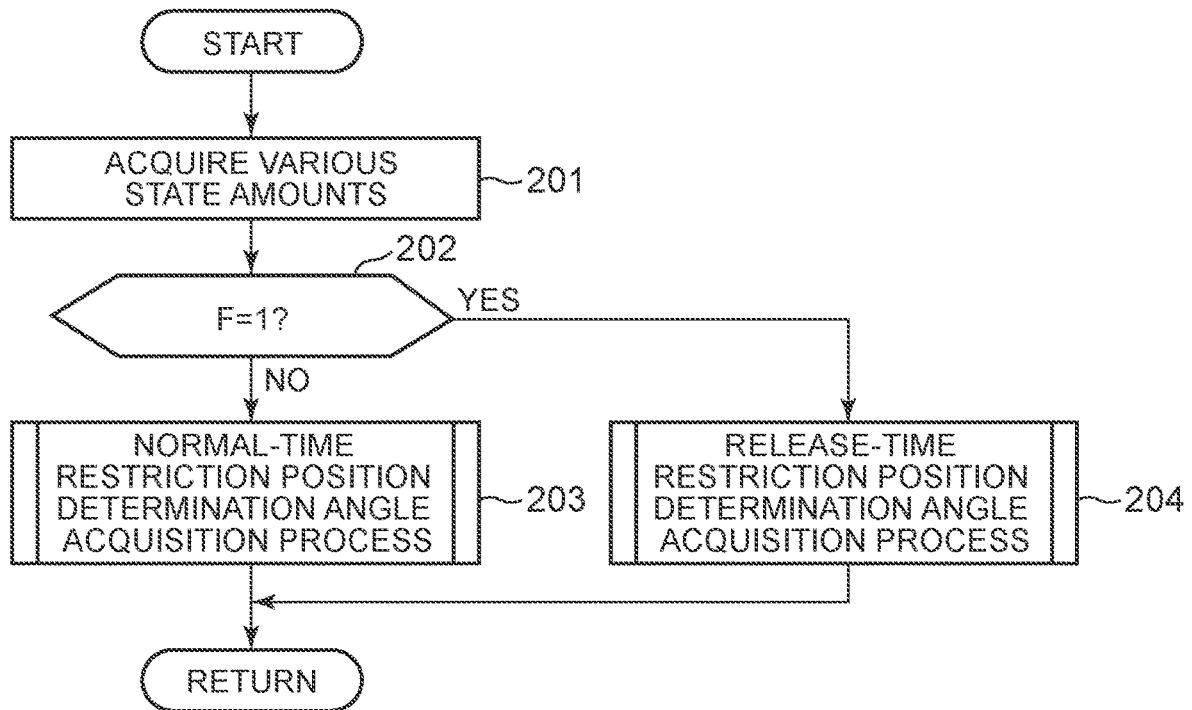 START
ACQUIRE VARIOUS
STATE AMOUNTS
201
202
F=1?
YES
NO
NORMAL-TIME
RESTRICTION POSITION
DETERMINATION ANGLE
ACQUISITION PROCESS
203
RELEASE-TIME
RESTRICTION POSITION
DETERMINATION ANGLE
ACQUISITION PROCESS
204
RETURN